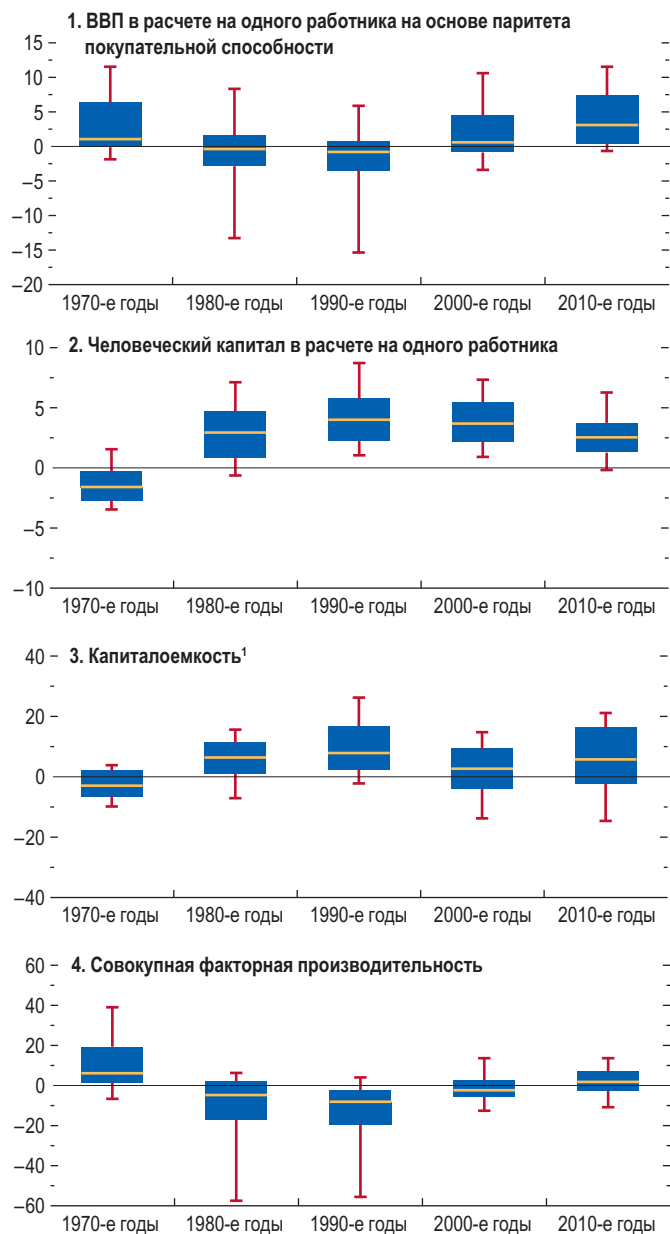 1. ВВП в расчете на одного работника на основе паритета
покупательной способности
15
10
5
0
–5
–10
–15
–20
1970-е годы 1980-е годы 1990-е годы 2000-е годы 2010-е годы
2. Человеческий капитал в расчете на одного работника
10
5
0
–5
–10
1970-е годы 1980-е годы 1990-е годы 2000-е годы 2010-е годы
3. Капиталоемкость¹
40
20
0
–20
–40
1970-е годы 1980-е годы 1990-е годы 2000-е годы 2010-е годы
4. Совокупная факторная производительность
60
40
20
0
–20
–40
–60
1970-е годы 1980-е годы 1990-е годы 2000-е годы 2010-е годы